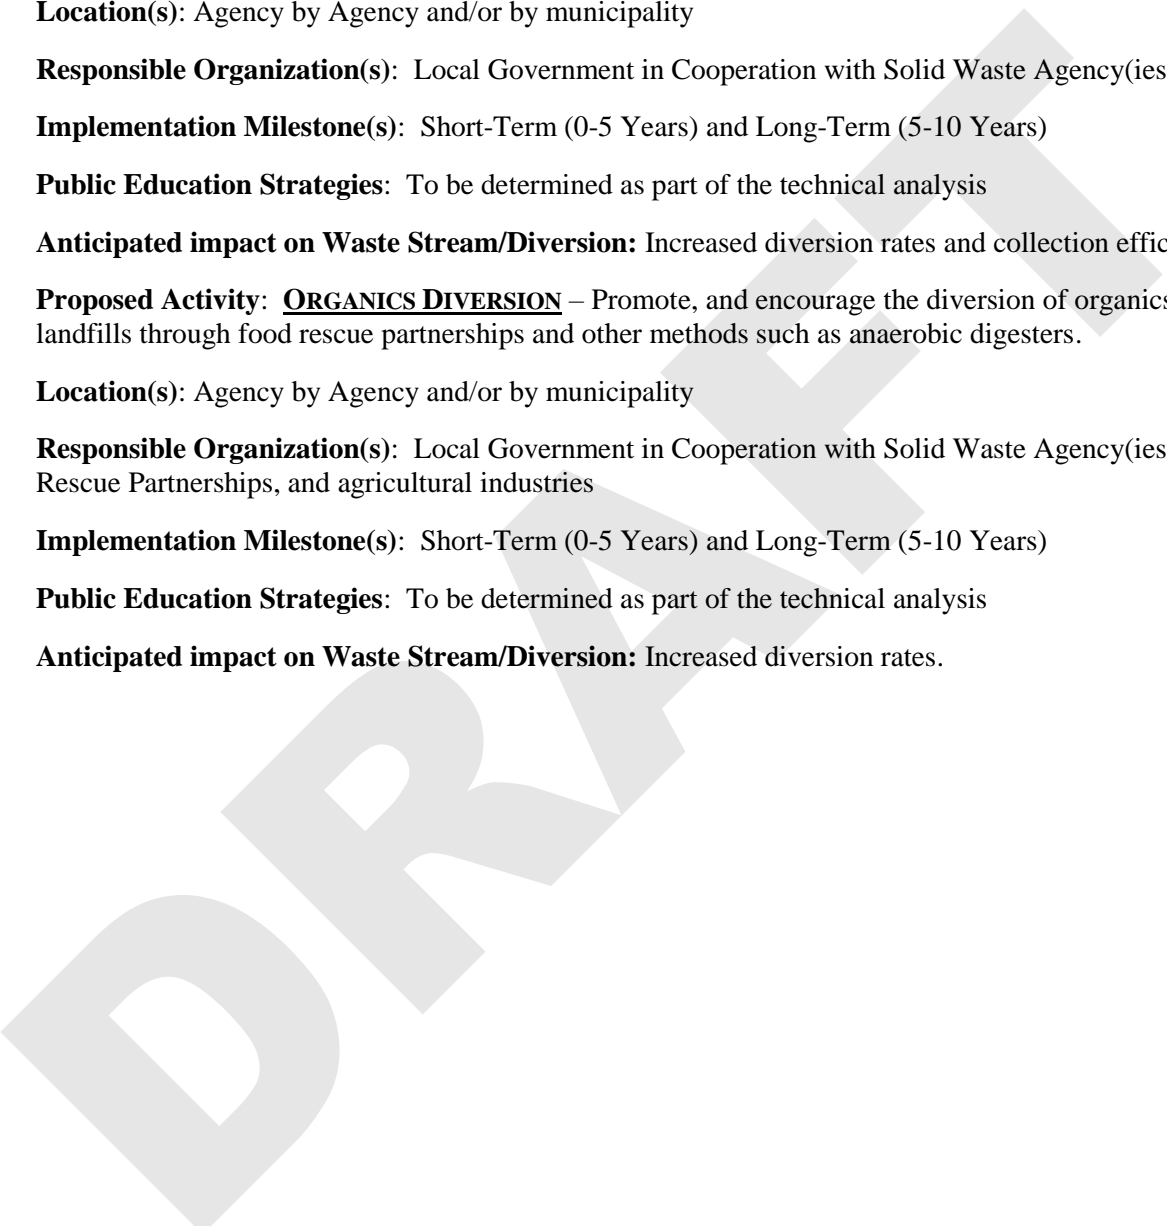 Location(s): Agency by Agency and/or by municipality
Responsible Organization(s): Local Government in Cooperation with Solid Waste Agency(ies
Implementation Milestone(s): Short-Term (0-5 Years) and Long-Term (5-10 Years)
Public Education Strategies: To be determined as part of the technical analysis
Anticipated impact on Waste Stream/Diversion: Increased diversion rates and collection effic
Proposed Activity: ORGANICS DIVERSION – Promote, and encourage the diversion of organics
landfills through food rescue partnerships and other methods such as anaerobic digesters.
Location(s): Agency by Agency and/or by municipality
Responsible Organization(s): Local Government in Cooperation with Solid Waste Agency(ies
Rescue Partnerships, and agricultural industries
Implementation Milestone(s): Short-Term (0-5 Years) and Long-Term (5-10 Years)
Public Education Strategies: To be determined as part of the technical analysis
Anticipated impact on Waste Stream/Diversion: Increased diversion rates.
DRAFT